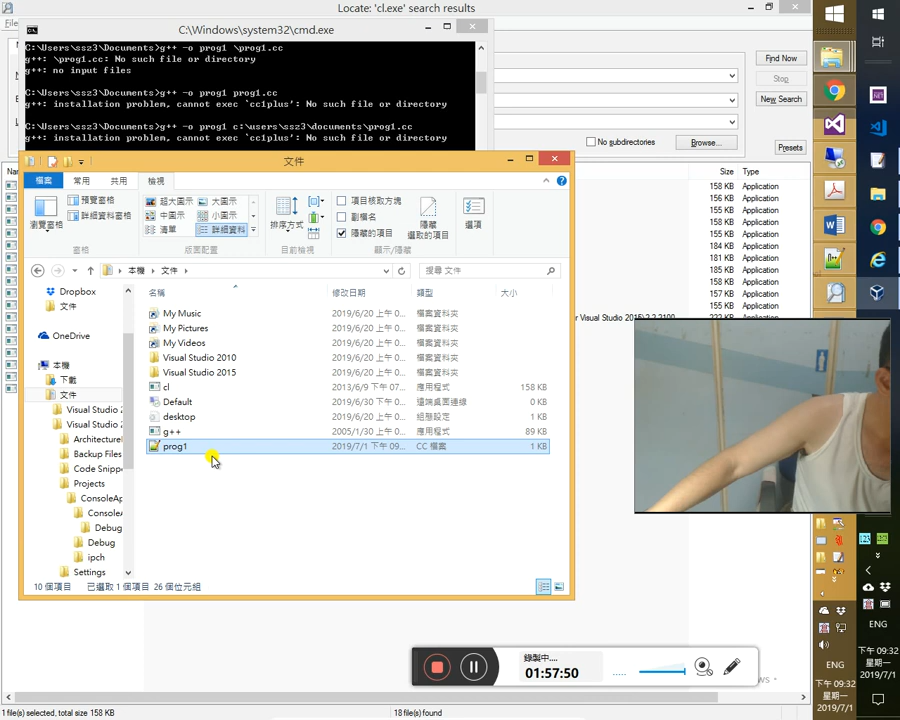 Locate: 'cl.exe' search results
C:\Windows\system32\cmd.exe
C:\Users\ssz3\Documents>g++ -o prog1 \prog1.cc
g++: \prog1.cc: No such file or directory
g++: no input files
C:\Users\ssz3\Documents>g++ -o prog1 prog1.cc
g++: installation problem, cannot exec `cc1plus': No such file or directory
C:\Users\ssz3\Documents>g++ -o prog1 c:\users\ssz3\documents\prog1.cc
g++: installation problem, cannot exec `cc1plus': No such file or directory
Find Now
Stop
New Search
No subdirectories
Browse...
Presets
文件
檔案 常用 共用 檢視
瀏覽窗格
預覽窗格
詳細資料窗格
窗格
超大圖示 大圖示
中圖示 小圖示
清單 詳細資料
版面配置
排序方式
目前檢視
項目核取方塊
副檔名
隱藏的項目
隱藏
選取的項目
顯示/隱藏
選項
本機 文件
搜尋 文件
Dropbox
文件
OneDrive
本機
下載
文件
Visual Studio 2
Visual Studio 2
Architecture
Backup Files
Code Snipp
Projects
ConsoleAp
Console
Debug
Debug
ipch
Settings
名稱 修改日期 類型 大小
My Music 2019/6/20 上午 0... 檔案資料夾
My Pictures 2019/6/20 上午 0... 檔案資料夾
My Videos 2019/6/20 上午 0... 檔案資料夾
Visual Studio 2010 2019/6/20 上午 0... 檔案資料夾
Visual Studio 2015 2019/6/20 上午 0... 檔案資料夾
cl 2013/6/9 下午 07... 應用程式 158 KB
Default 2019/6/30 下午 0... 遠端桌面連線 0 KB
desktop 2019/6/20 上午 0... 組態設定 1 KB
g++ 2005/1/30 下午 0... 應用程式 89 KB
prog1 2019/7/1 下午 09... CC 檔案 1 KB
10 個項目 已選取 1 個項目 26 個位元組
Size Type
158 KB Application
156 KB Application
155 KB Application
158 KB Application
155 KB Application
184 KB Application
181 KB Application
185 KB Application
158 KB Application
157 KB Application
155 KB Application
or Visual Studio 2015) 2.2.2100
錄製中....
01:57:50
1 file(s) selected, total size 158 KB
18 file(s) found
ENG
下午 09:32
星期一
2019/7/1
ENG
下午 09:32
星期一
2019/7/1